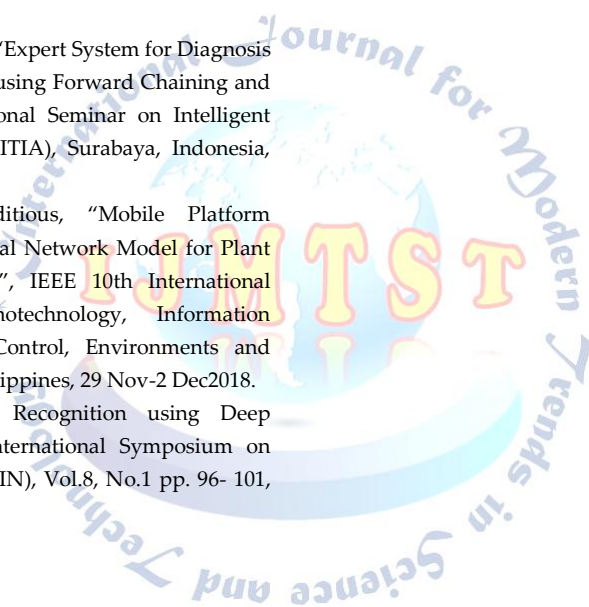 "Expert System for Diagnosis
using Forward Chaining and
onal Seminar on Intelligent
ITIA), Surabaya, Indonesia,
ditious, "Mobile Platform
al Network Model for Plant
", IEEE 10th International
notechnology, Information
Control, Environments and
ippines, 29 Nov-2 Dec2018.
Recognition using Deep
nternational Symposium on
IN), Vol.8, No.1 pp. 96- 101,
International Journal for Modern Trends in Science and Technology
IJMTST